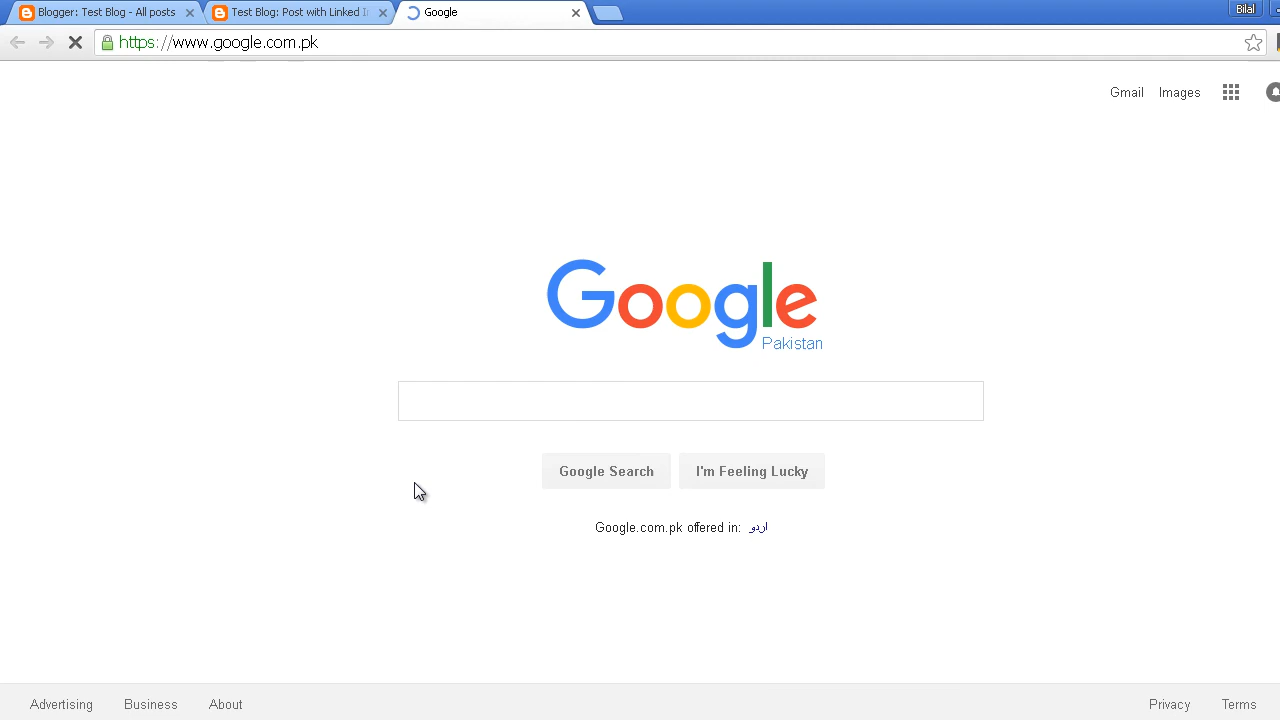 Blogger: Test Blog - All posts
Test Blog: Post with Linked I
Google
Bilal
https://www.google.com.pk
Gmail Images
Google
Pakistan
Google Search I'm Feeling Lucky
Google.com.pk offered in: اردو
Advertising Business About Privacy Terms